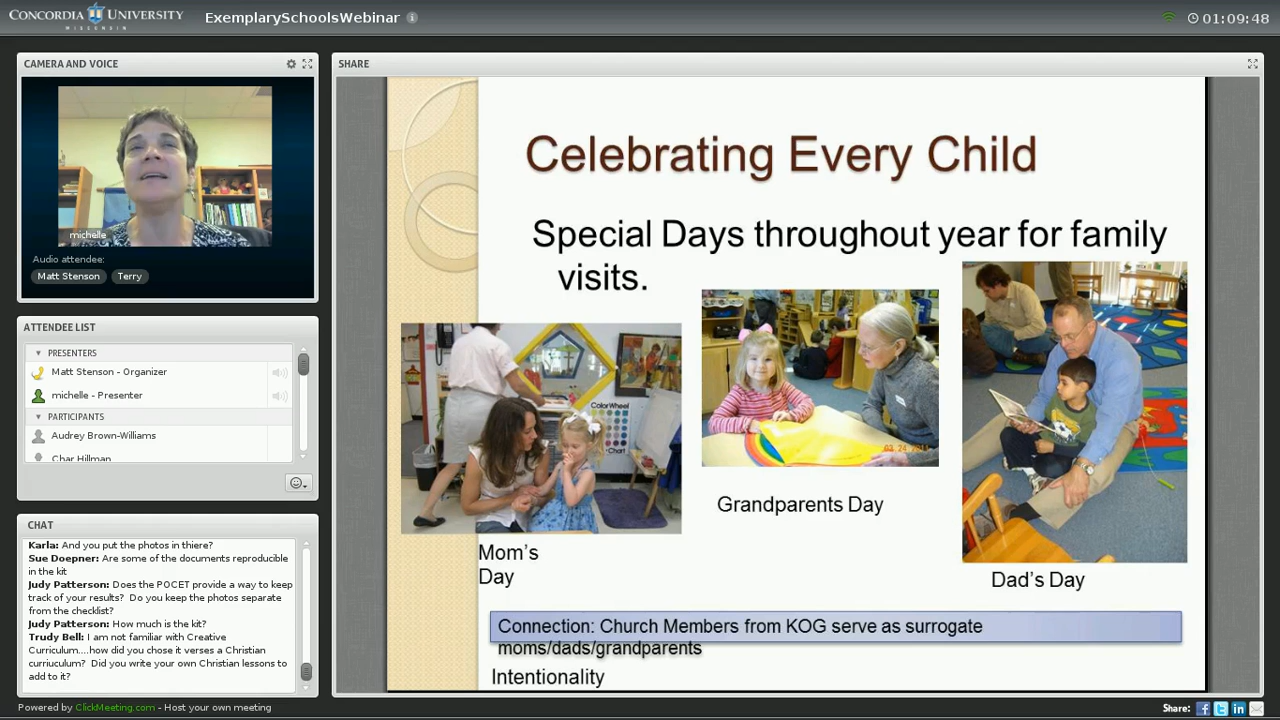 CONCORDIA UNIVERSITY
WISCONSIN
ExemplarySchoolsWebinar
01:09:48
CAMERA AND VOICE
michelle
Audio attendee:
Matt Stenson
Terry
ATTENDEE LIST
PRESENTERS
Matt Stenson - Organizer
michelle - Presenter
PARTICIPANTS
Audrey Brown-Williams
Char Hillman
CHAT
Karla: And you put the photos in thiere?
Sue Doepner: Are some of the documents reproducible
in the kit
Judy Patterson: Does the POCET provide a way to keep
track of your results? Do you keep the photos separate
from the checklist?
Judy Patterson: How much is the kit?
Trudy Bell: I am not familiar with Creative
Curriculum....how did you chose it verses a Christian
curriuculum? Did you write your own Christian lessons to
add to it?
SHARE
Celebrating Every Child
Special Days throughout year for family
visits.
ColorWheel
Chart
Mom's
Day
Grandparents Day
Dad's Day
Connection: Church Members from KOG serve as surrogate
moms/dads/grandparents
Intentionality
Powered by ClickMeeting.com - Host your own meeting
Share: